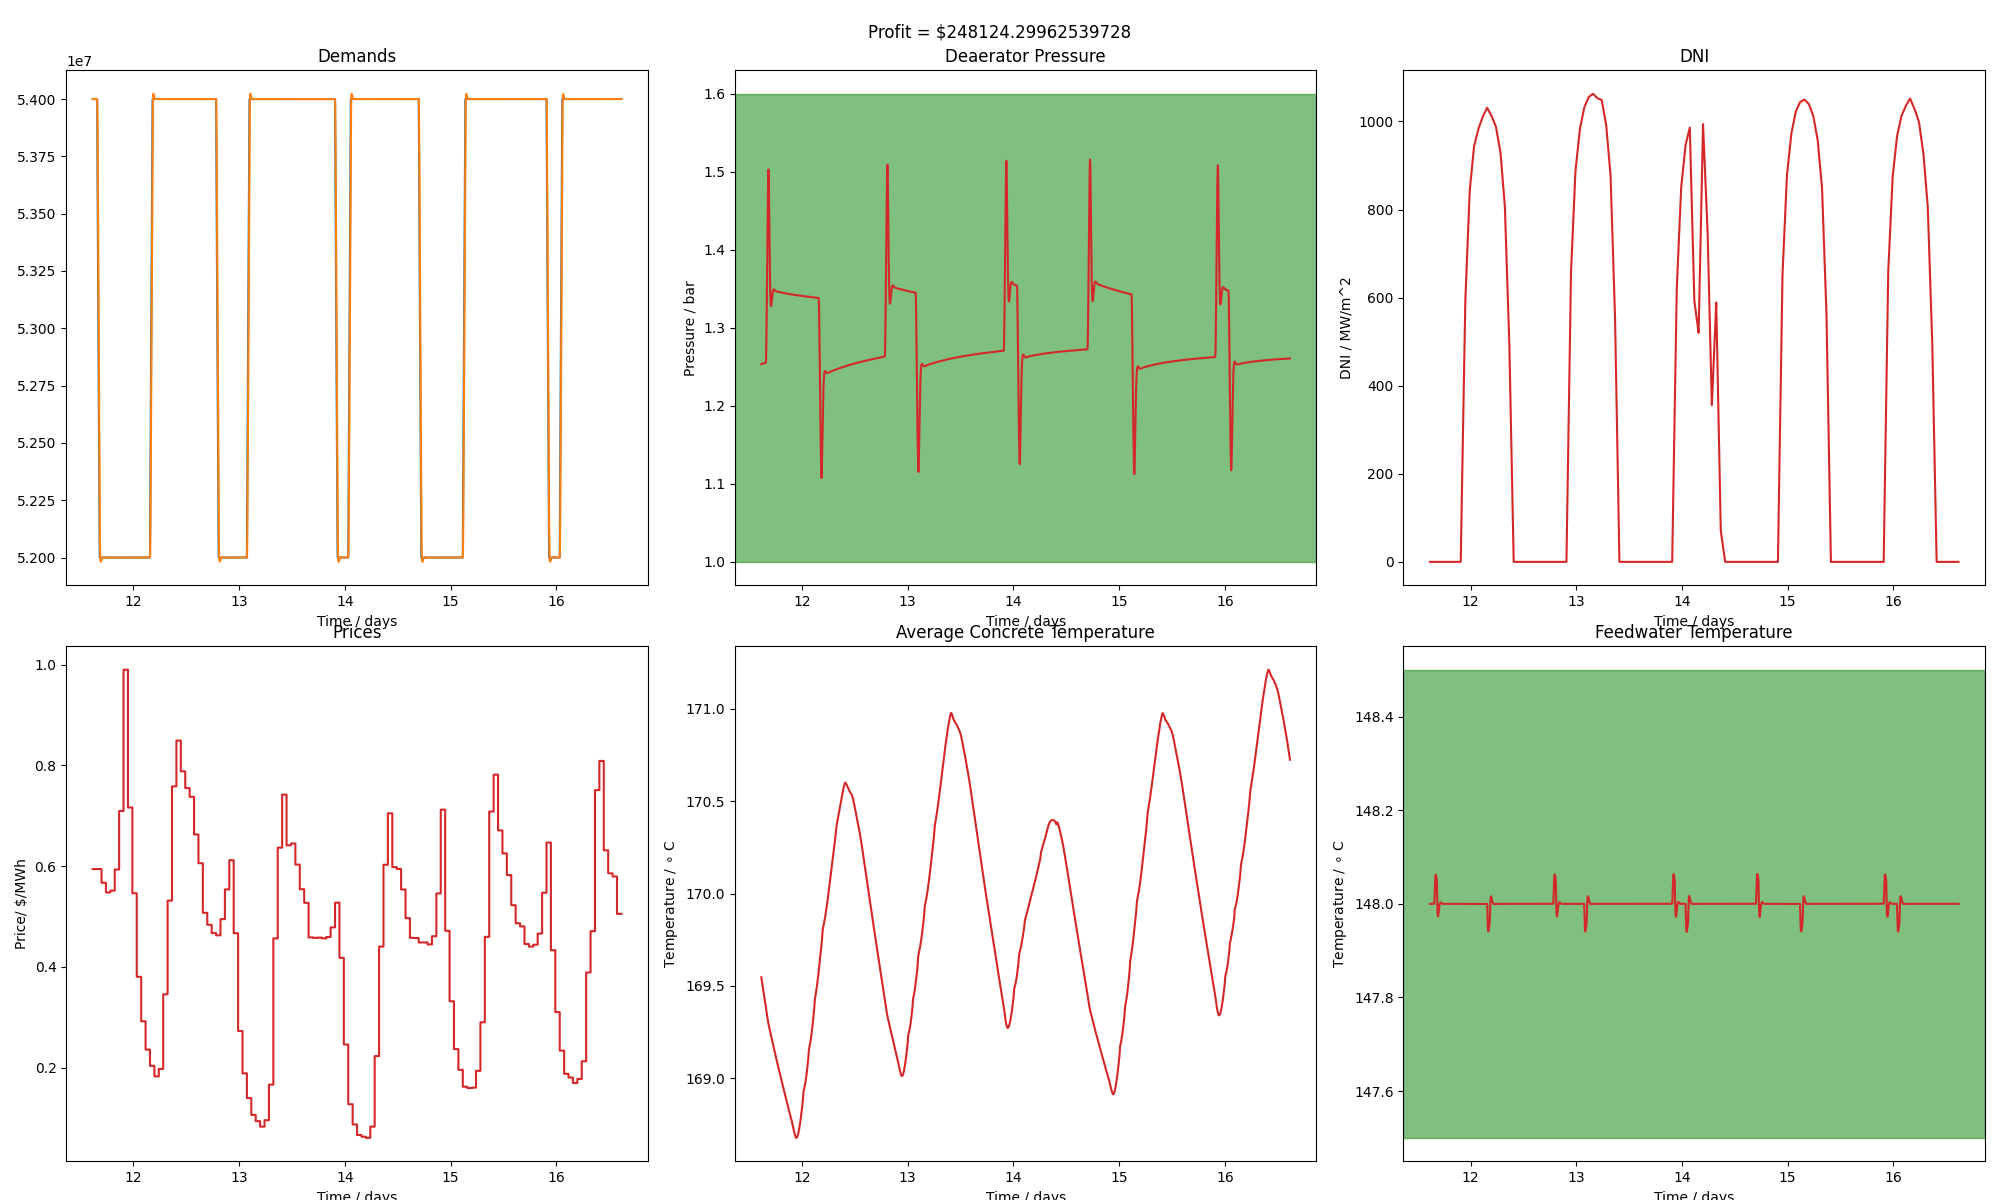 Profit = $248124.29962539728
Demands
1e7
5.400
5.375
5.350
5.325
5.300
5.275
5.250
5.225
5.200
12 13 14 15 16
Time / days
Deaerator Pressure
Pressure / bar
1.6
1.5
1.4
1.3
1.2
1.1
1.0
12 13 14 15 16
Time / days
DNI
DNI / MW/m^2
1000
800
600
400
200
0
12 13 14 15 16
Time / days
Prices
Price/ $/MWh
1.0
0.8
0.6
0.4
0.2
12 13 14 15 16
Time / days
Average Concrete Temperature
Temperature / ∘ C
171.0
170.5
170.0
169.5
169.0
12 13 14 15 16
Time / days
Feedwater Temperature
Temperature / ∘ C
148.4
148.2
148.0
147.8
147.6
12 13 14 15 16
Time / days